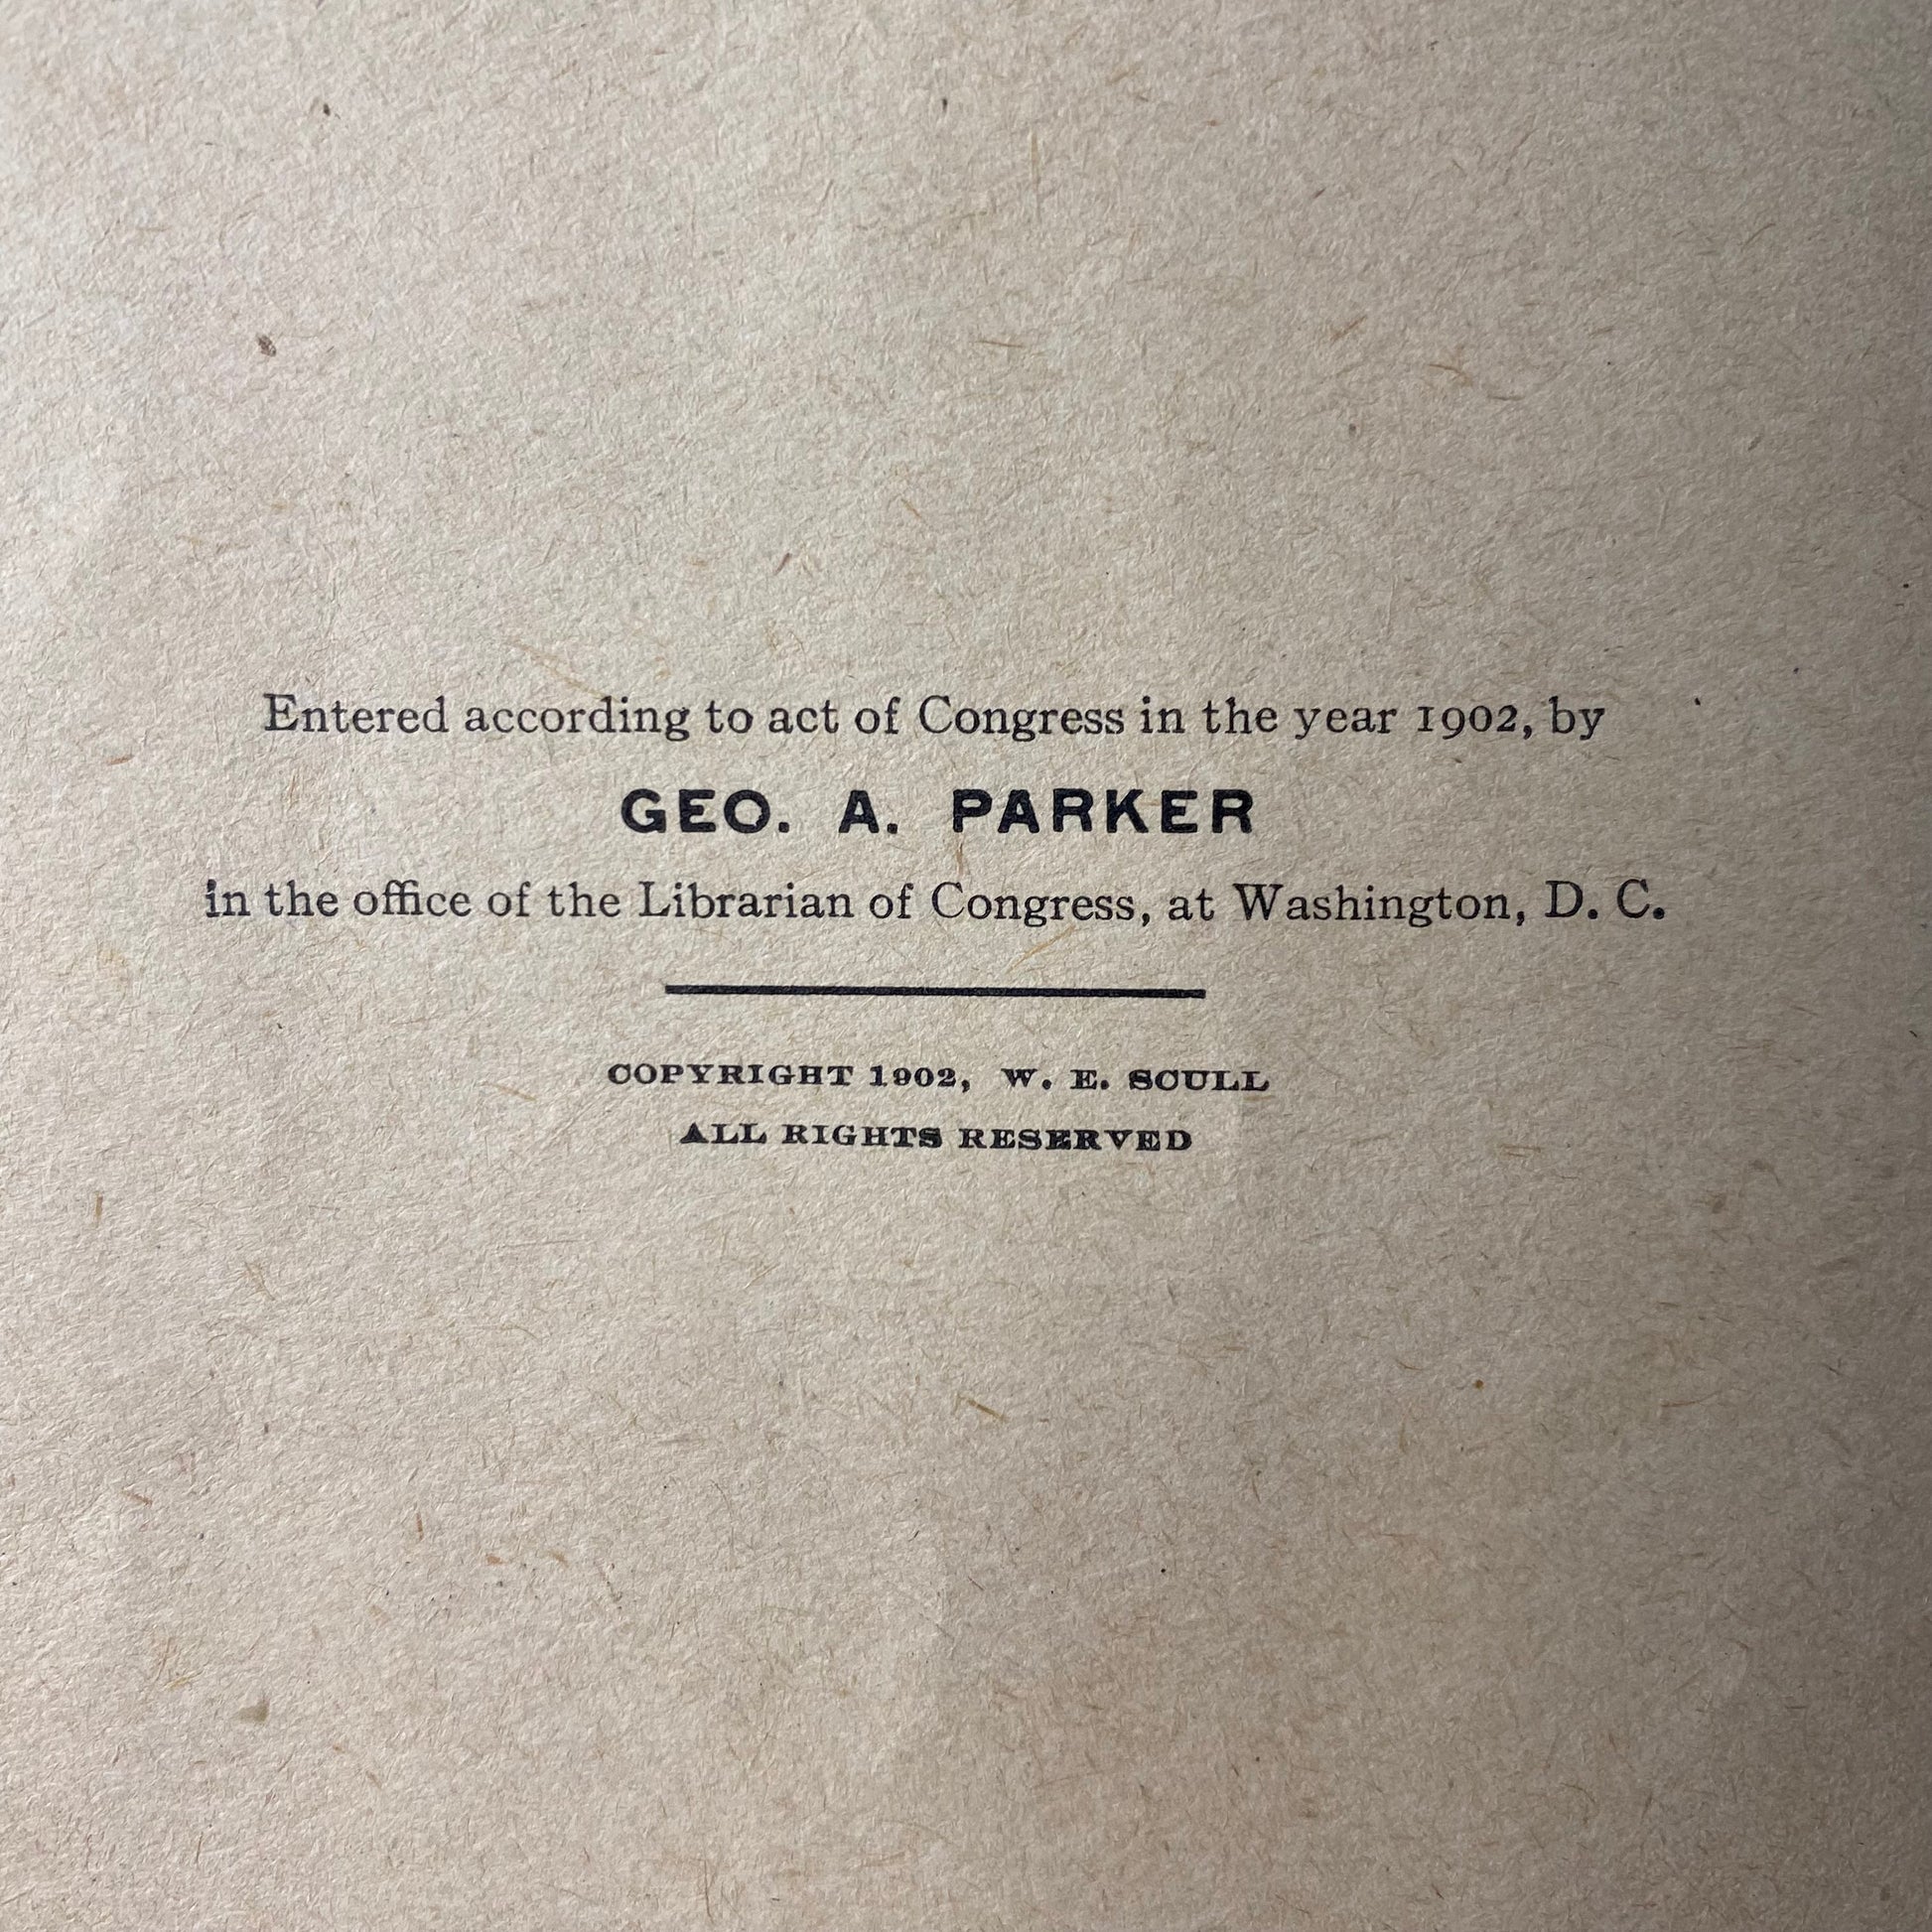 Entered according to act of Congress in the year 1902, by
GEO. A. PARKER
in the office of the Librarian of Congress, at Washington, D. C.
COPYRIGHT 1902, W. E. SCULL
ALL RIGHTS RESERVED